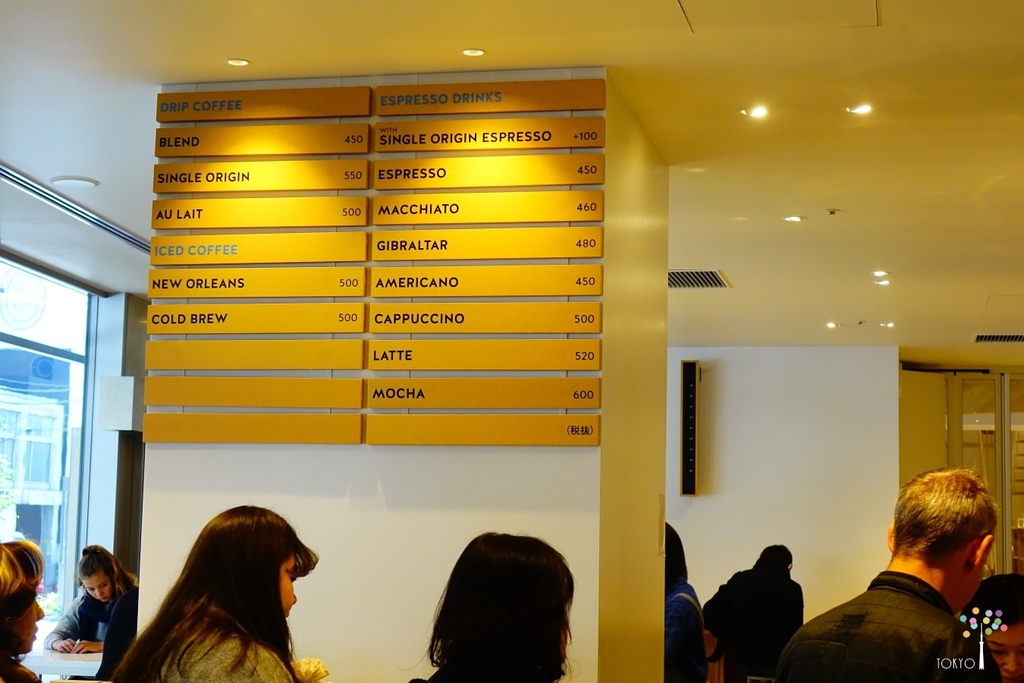 DRIP COFFEE
BLEND 450
SINGLE ORIGIN 550
AU LAIT 500
ICED COFFEE
NEW ORLEANS 500
COLD BREW 500
ESPRESSO DRINKS
WITH
SINGLE ORIGIN ESPRESSO +100
ESPRESSO 450
MACCHIATO 460
GIBRALTAR 480
AMERICANO 450
CAPPUCCINO 500
LATTE 520
MOCHA 600
(税抜)
TOKYO